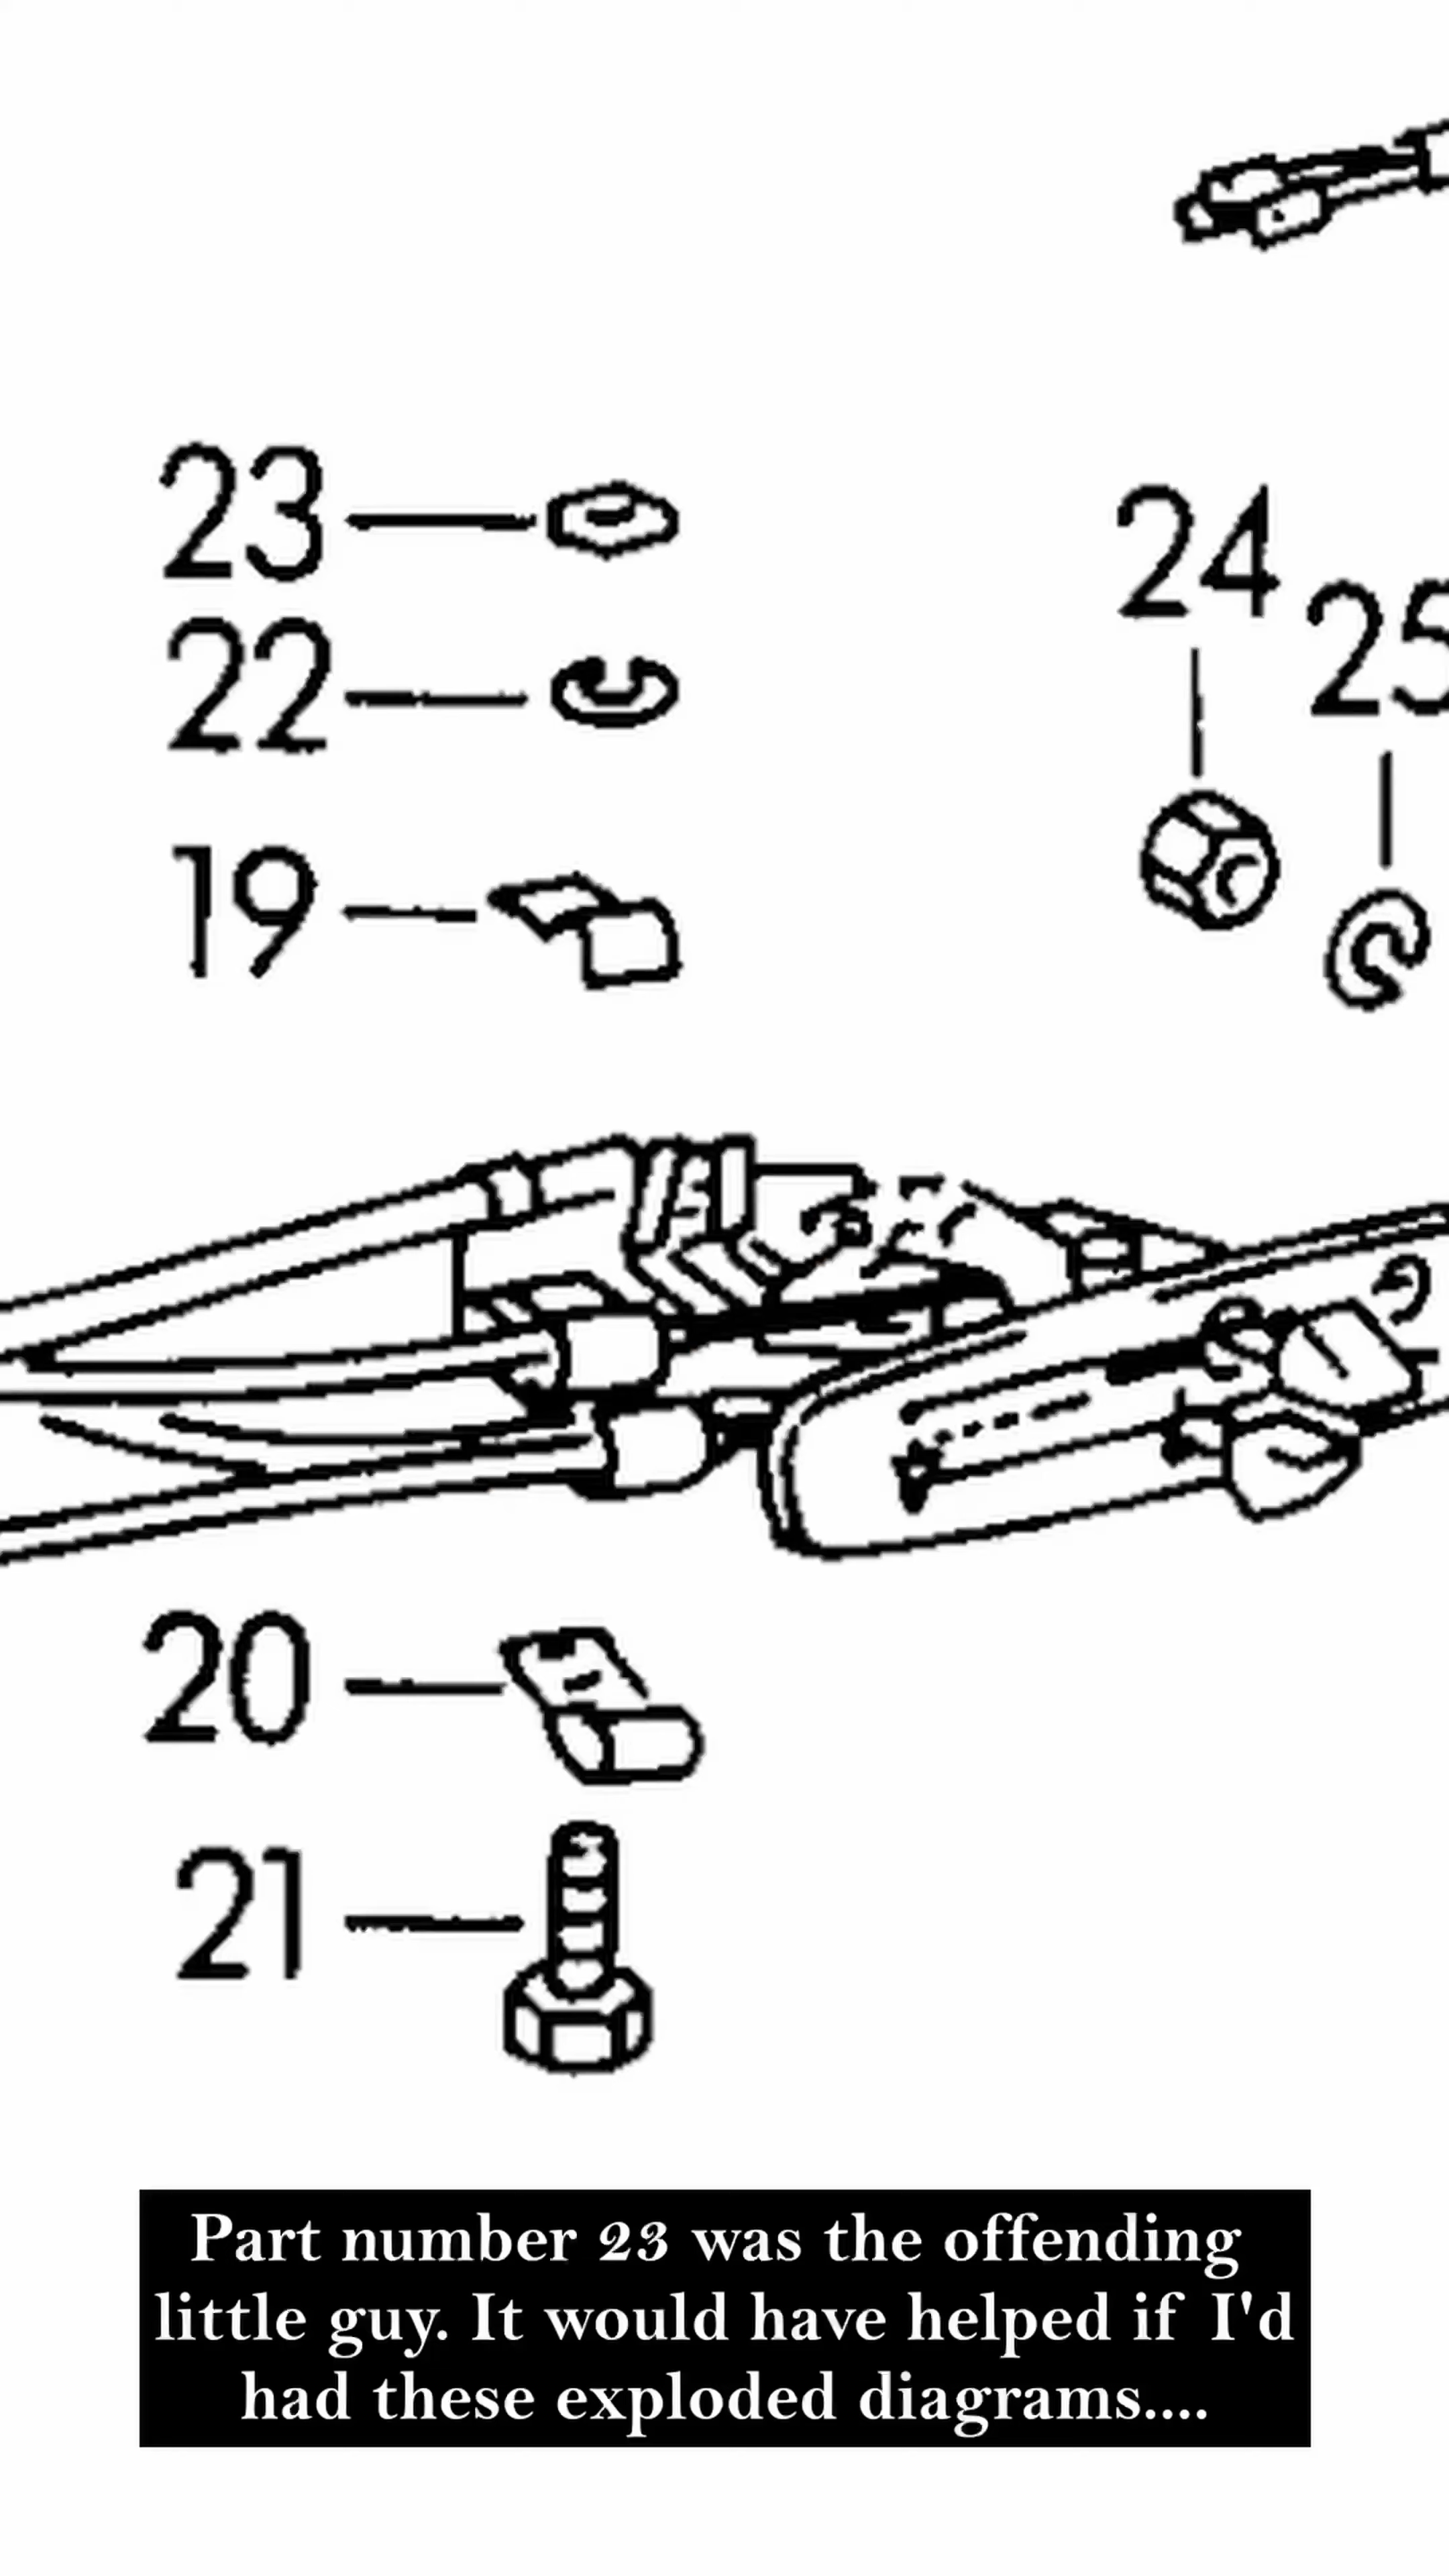 23
22
19
24
25
20
21
Part number 23 was the offending
little guy. It would have helped if I'd
had these exploded diagrams....